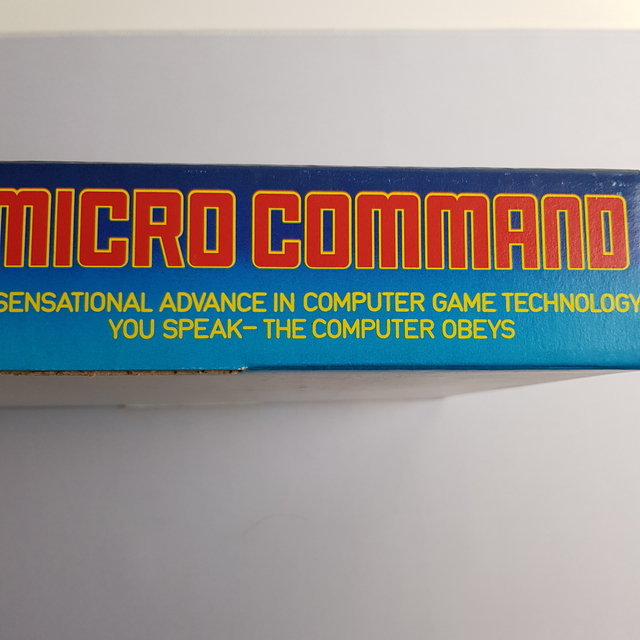 MICRO COMMAND
SENSATIONAL ADVANCE IN COMPUTER GAME TECHNOLOGY
YOU SPEAK– THE COMPUTER OBEYS